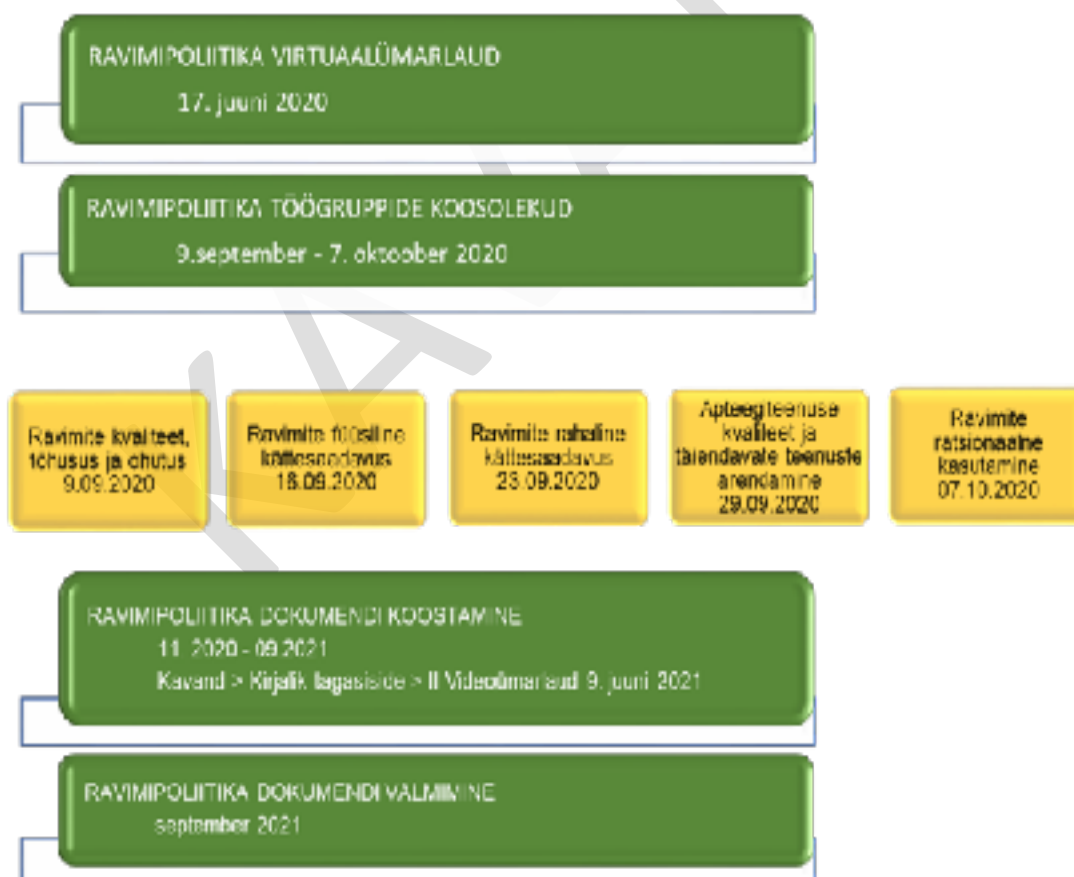 RAVIMIPOLIITIKA VIRTUAALÜMARLAUD
17. juuni 2020
RAVIMIPOLIITIKA TÖÖGRUPPIDE KOOSOLEKUD
9.september - 7. oktoober 2020
Ravimite kvaliteet,
tõhusus ja ohutus
9.09.2020
Ravimite füüsiline
kättesaadavus
16.09.2020
Ravimite rahaline
kättesaadavus
23.09.2020
Apteegiteenuse
kvaliteet ja
täiendavate teenuste
arendamine
29.09.2020
Ravimite
ratsionaalne
kasutamine
07.10.2020
RAVIMIPOLIITIKA DOKUMENDI KOOSTAMINE
11. 2020 - 09.2021
Kavand > Kirjalik tagasiside > II Videoümarlaud 9. juuni 2021
RAVIMIPOLIITIKA DOKUMENDI VALMIMINE
september 2021